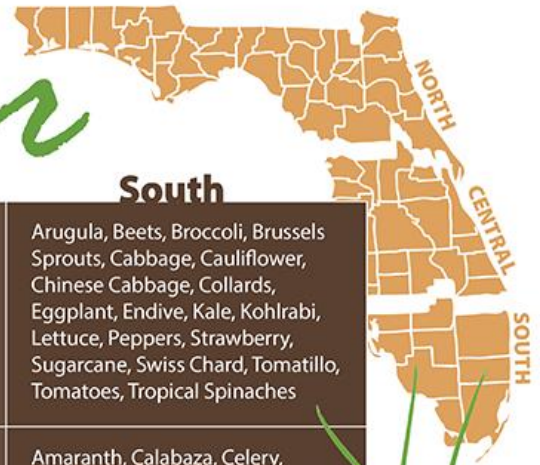 NORTH
South
CENTRAL
SOUTH
Arugula, Beets, Broccoli, Brussels
Sprouts, Cabbage, Cauliflower,
Chinese Cabbage, Collards,
Eggplant, Endive, Kale, Kohlrabi,
Lettuce, Peppers, Strawberry,
Sugarcane, Swiss Chard, Tomatillo,
Tomatoes, Tropical Spinaches
Amaranth, Calabaza, Celery,